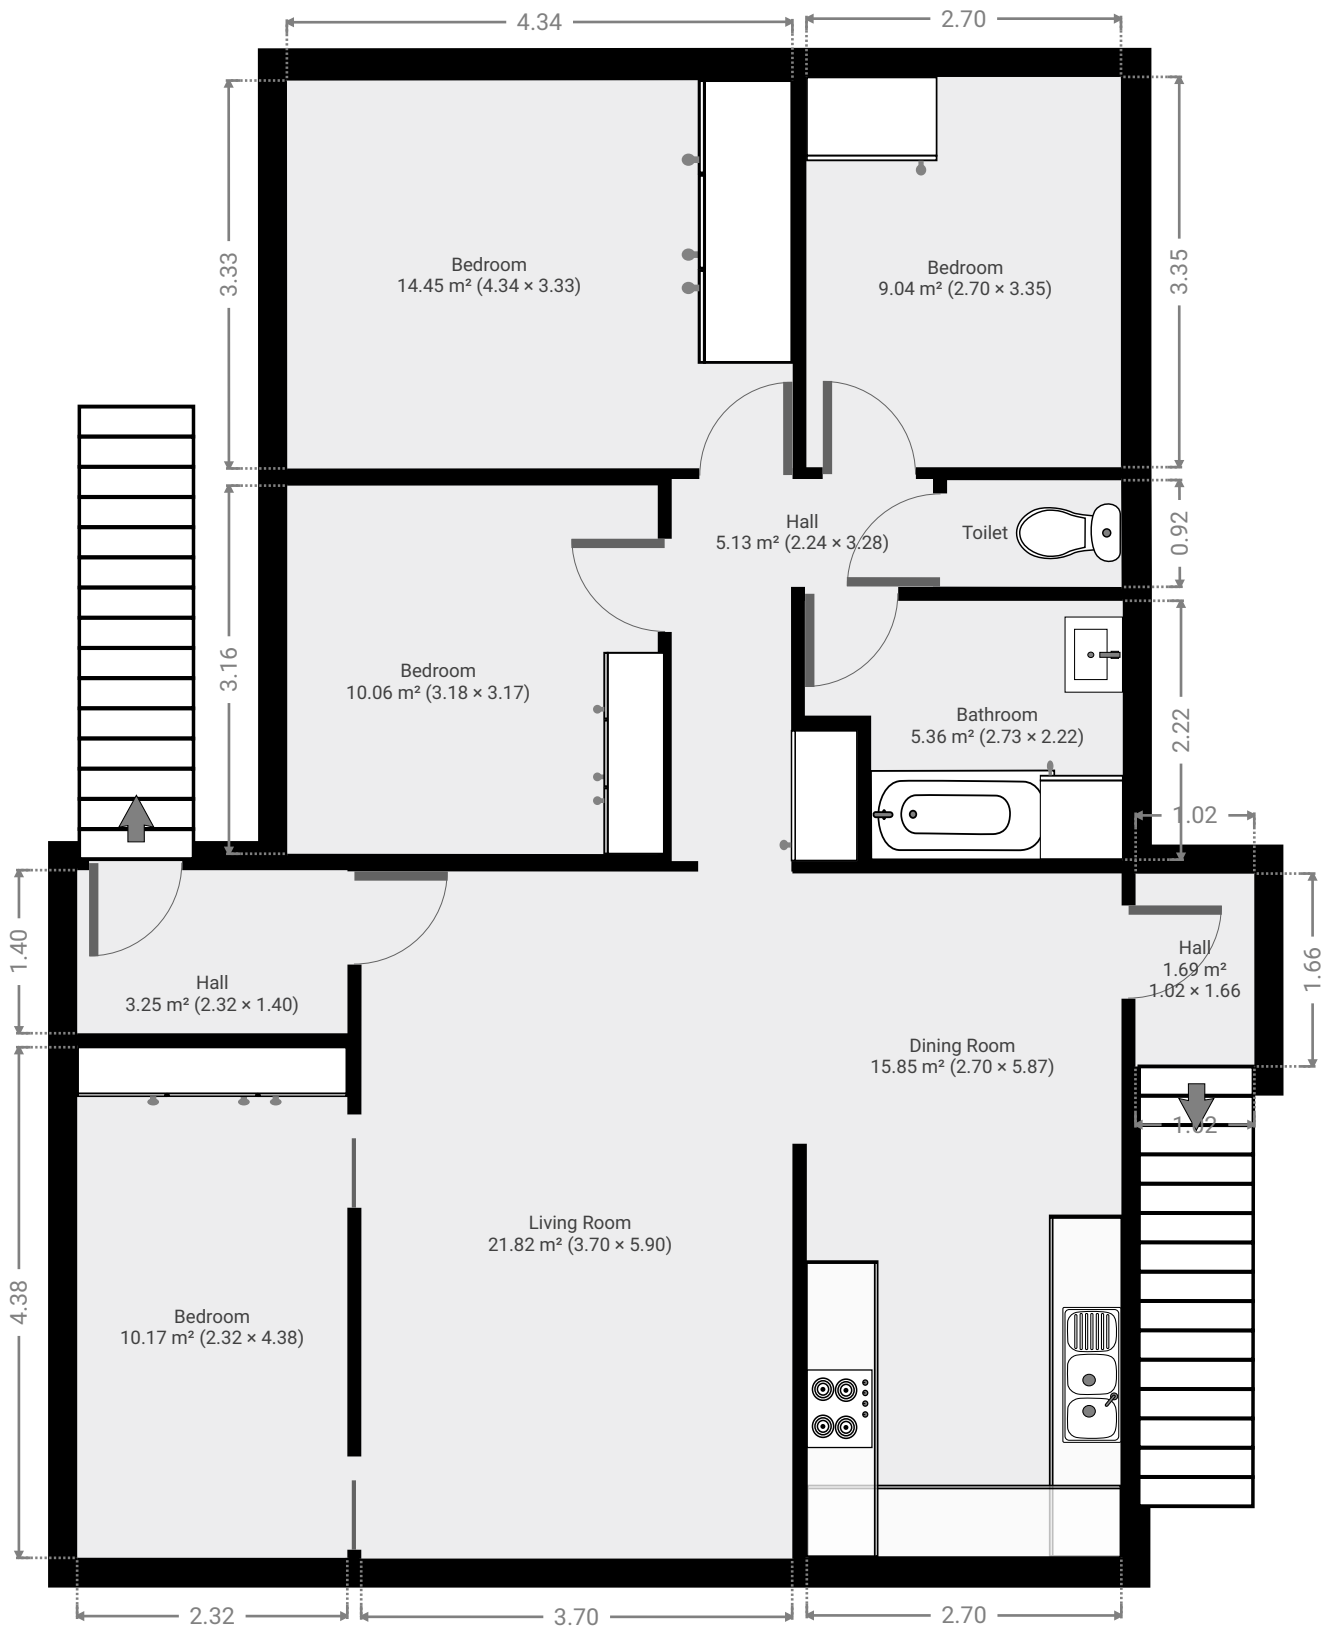 4.34
2.70
3.33
3.35
Bedroom
14.45 m² (4.34 × 3.33)
Bedroom
9.04 m² (2.70 × 3.35)
Hall
5.13 m² (2.24 × 3.28)
Toilet
0.92
3.16
Bedroom
10.06 m² (3.18 × 3.17)
Bathroom
5.36 m² (2.73 × 2.22)
2.22
1.02
1.40
Hall
3.25 m² (2.32 × 1.40)
Hall
1.69 m²
1.02 × 1.66
1.66
Dining Room
15.85 m² (2.70 × 5.87)
1.02
Living Room
21.82 m² (3.70 × 5.90)
4.38
Bedroom
10.17 m² (2.32 × 4.38)
2.32
3.70
2.70